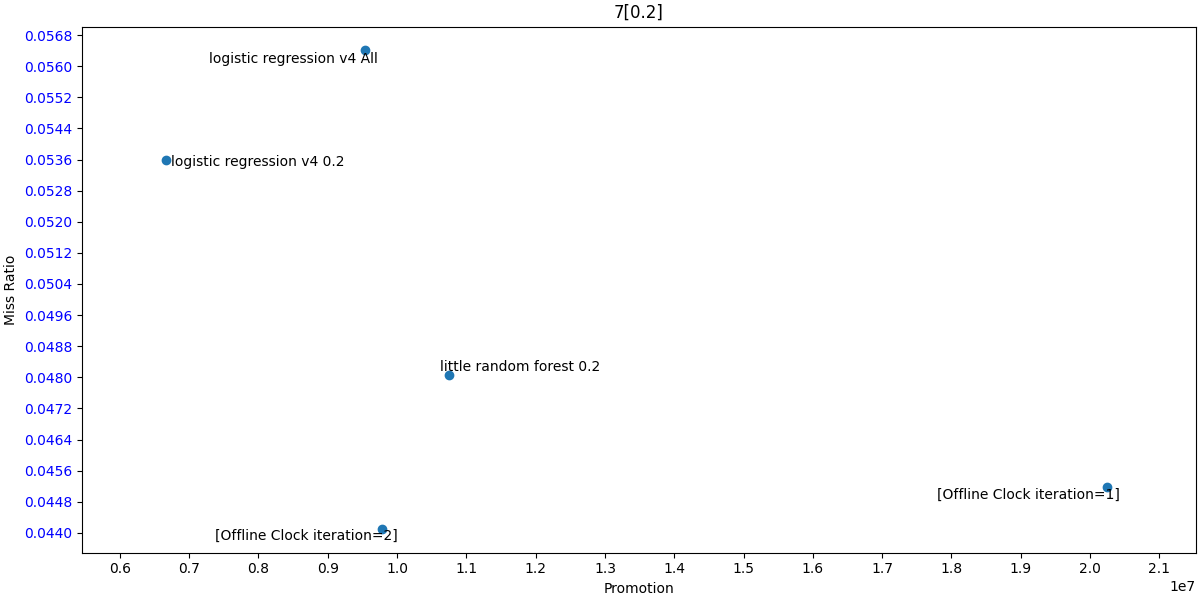 7[0.2]
0.0568
logistic regression v4 All
0.0560
0.0552
0.0544
0.0536
logistic regression v4 0.2
0.0528
0.0520
0.0512
0.0504
0.0496
0.0488
little random forest 0.2
0.0480
0.0472
0.0464
0.0456
[Offline Clock iteration=1]
0.0448
0.0440
[Offline Clock iteration=2]
Miss Ratio
0.6 0.7 0.8 0.9 1.0 1.1 1.2 1.3 1.4 1.5 1.6 1.7 1.8 1.9 2.0 2.1
1e7
Promotion